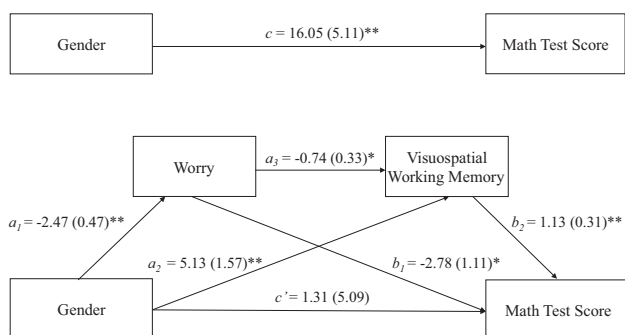 Gender
c = 16.05 (5.11)**
Math Test Score
Worry
a3 = -0.74 (0.33)*
Visuospatial
Working Memory
a1 = -2.47 (0.47)**
a2 = 5.13 (1.57)**
b1 = -2.78 (1.11)*
b2 = 1.13 (0.31)**
Gender
c' = 1.31 (5.09)
Math Test Score